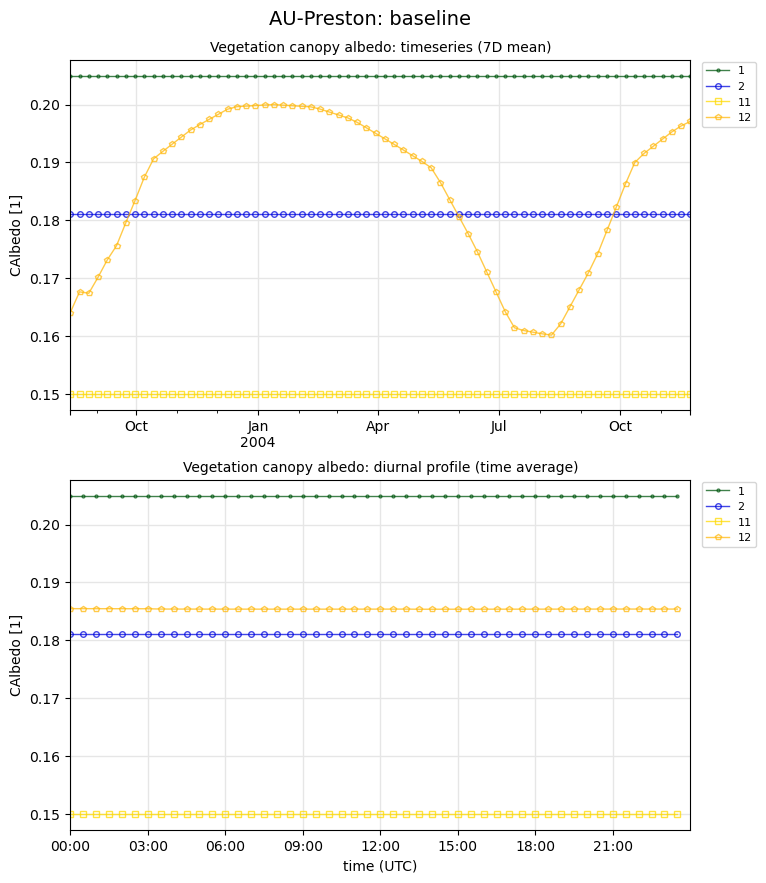 AU-Preston: baseline
Vegetation canopy albedo: timeseries (7D mean)
1
2
11
12
CAlbedo [1]
0.20
0.19
0.18
0.17
0.16
0.15
Oct
Jan
2004
Apr
Jul
Oct
Vegetation canopy albedo: diurnal profile (time average)
1
2
11
12
CAlbedo [1]
0.20
0.19
0.18
0.17
0.16
0.15
00:00
03:00
06:00
09:00
12:00
15:00
18:00
21:00
time (UTC)